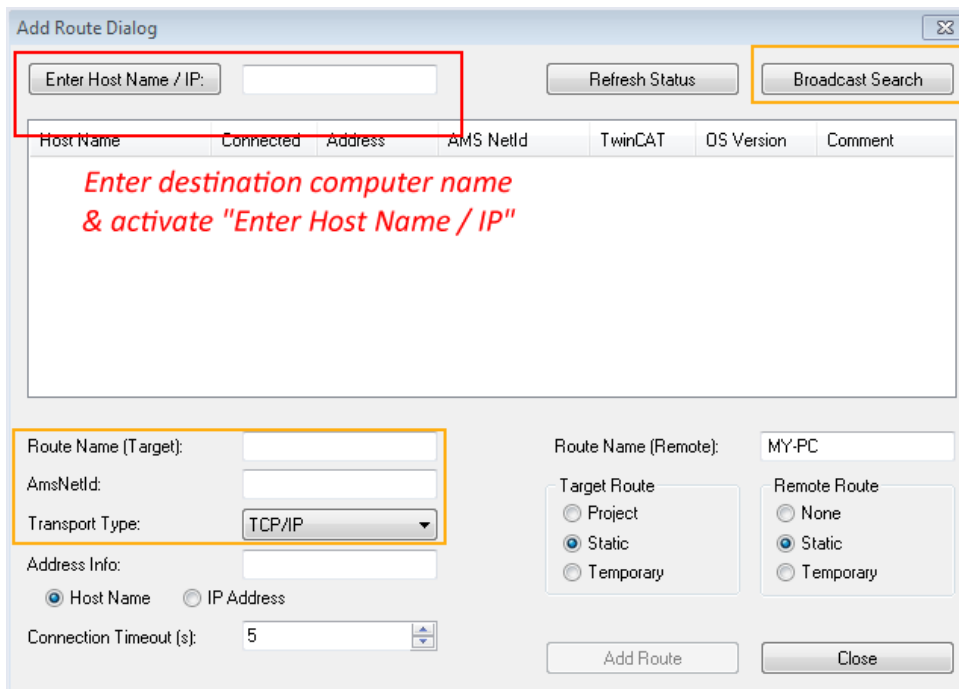 Add Route Dialog
Enter Host Name / IP:
Refresh Status
Broadcast Search
Host Name Connected Address AMS NetId TwinCAT OS Version Comment
Enter destination computer name
& activate "Enter Host Name / IP"
Route Name (Target):
AmsNetId:
Transport Type: TCP/IP
Address Info:
Host Name IP Address
Connection Timeout (s): 5
Route Name (Remote): MY-PC
Target Route
Project
Static
Temporary
Remote Route
None
Static
Temporary
Add Route
Close